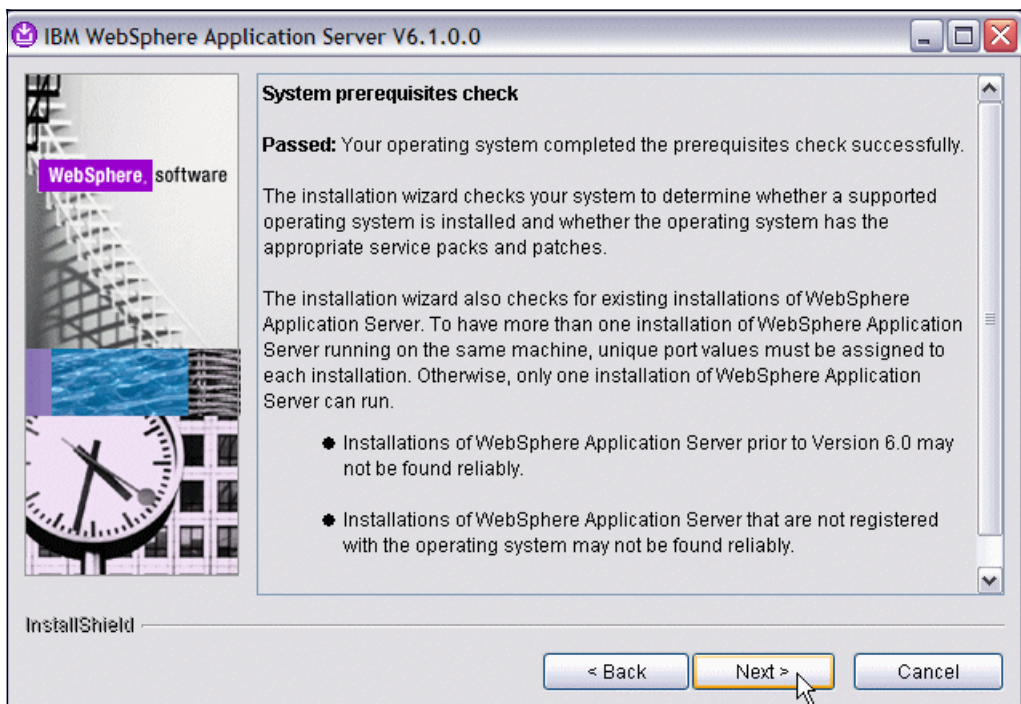 IBM WebSphere Application Server V6.1.0.0
WebSphere. software
System prerequisites check
Passed: Your operating system completed the prerequisites check successfully.
The installation wizard checks your system to determine whether a supported
operating system is installed and whether the operating system has the
appropriate service packs and patches.
The installation wizard also checks for existing installations of WebSphere
Application Server. To have more than one installation of WebSphere Application
Server running on the same machine, unique port values must be assigned to
each installation. Otherwise, only one installation of WebSphere Application
Server can run.
● Installations of WebSphere Application Server prior to Version 6.0 may
not be found reliably.
● Installations of WebSphere Application Server that are not registered
with the operating system may not be found reliably.
InstallShield
< Back
Next >
Cancel